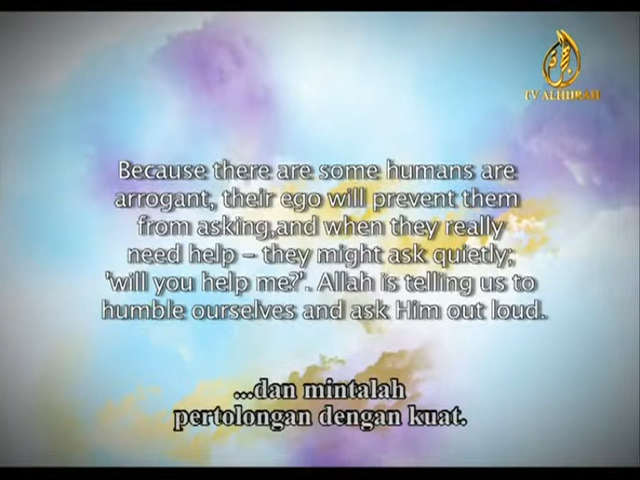 TV ALHIJRAH
Because there are some humans are
arrogant, their ego will prevent them
from asking,and when they really
need help – they might ask quietly;
'will you help me?'. Allah is telling us to
humble ourselves and ask Him out loud.
...dan mintalah
pertolongan dengan kuat.